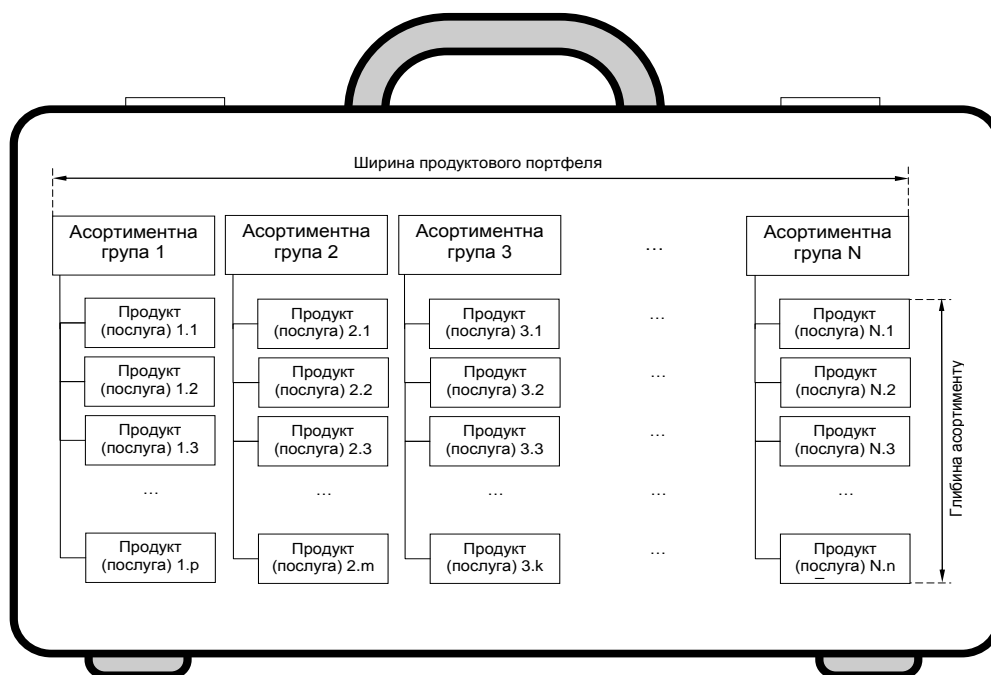 Ширина продуктового портфеля
Асортиментна
група 1
Асортиментна
група 2
Асортиментна
група 3
...
Асортиментна
група N
Продукт
(послуга) 1.1
Продукт
(послуга) 2.1
Продукт
(послуга) 3.1
...
Продукт
(послуга) N.1
Продукт
(послуга) 1.2
Продукт
(послуга) 2.2
Продукт
(послуга) 3.2
...
Продукт
(послуга) N.2
Продукт
(послуга) 1.3
Продукт
(послуга) 2.3
Продукт
(послуга) 3.3
...
Продукт
(послуга) N.3
...
...
...
...
...
Продукт
(послуга) 1.p
Продукт
(послуга) 2.m
Продукт
(послуга) 3.k
...
Продукт
(послуга) N.n
Глибина асортименту